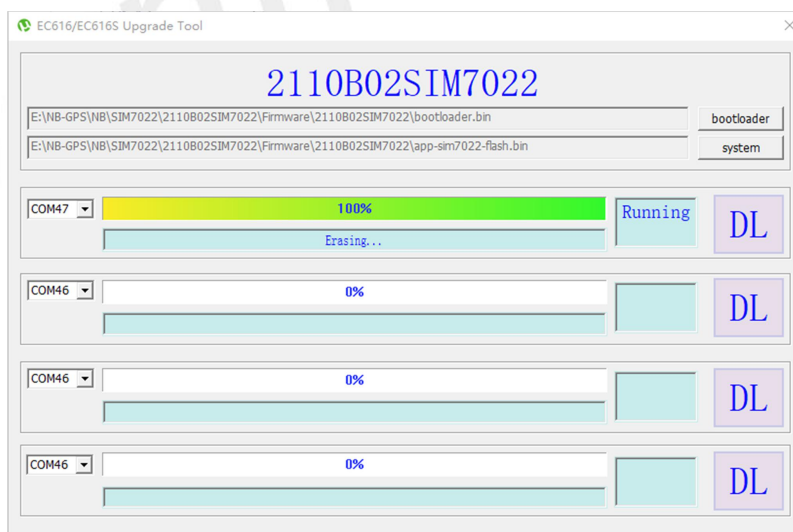 EC616/EC616S Upgrade Tool
2110B02SIM7022
E:\NB-GPS\NB\SIM7022\2110B02SIM7022\Firmware\2110B02SIM7022\bootloader.bin
bootloader
E:\NB-GPS\NB\SIM7022\2110B02SIM7022\Firmware\2110B02SIM7022\app-sim7022-flash.bin
system
COM47
100%
Running
DL
Erasing...
COM46
0%
DL
COM46
0%
DL
COM46
0%
DL